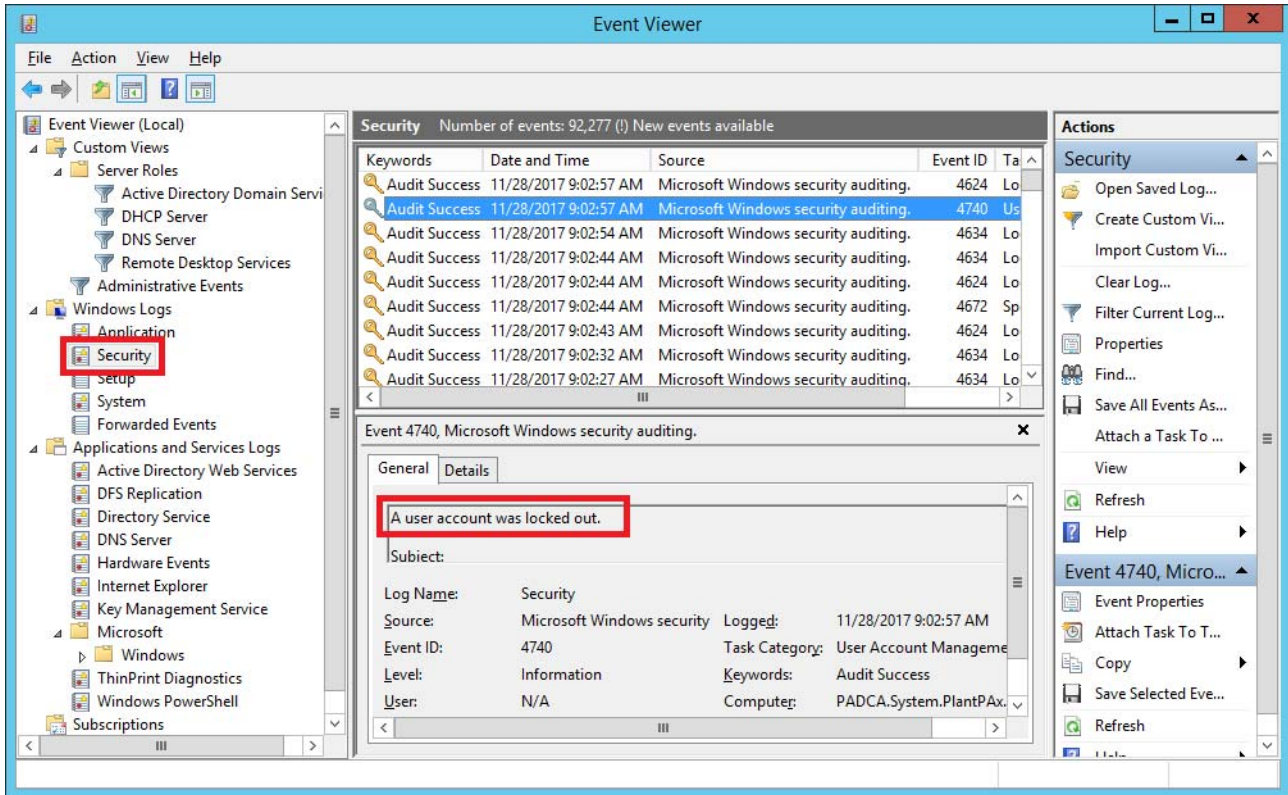 Event Viewer
File Action View Help
Event Viewer (Local)
Custom Views
Server Roles
Active Directory Domain Servi
DHCP Server
DNS Server
Remote Desktop Services
Administrative Events
Windows Logs
Application
Security
Setup
System
Forwarded Events
Applications and Services Logs
Active Directory Web Services
DFS Replication
Directory Service
DNS Server
Hardware Events
Internet Explorer
Key Management Service
Microsoft
Windows
ThinPrint Diagnostics
Windows PowerShell
Subscriptions
Security Number of events: 92,277 (!) New events available
Keywords Date and Time Source Event ID Ta
Audit Success 11/28/2017 9:02:57 AM Microsoft Windows security auditing. 4624 Lo
Audit Success 11/28/2017 9:02:57 AM Microsoft Windows security auditing. 4740 Us
Audit Success 11/28/2017 9:02:54 AM Microsoft Windows security auditing. 4634 Lo
Audit Success 11/28/2017 9:02:44 AM Microsoft Windows security auditing. 4634 Lo
Audit Success 11/28/2017 9:02:44 AM Microsoft Windows security auditing. 4624 Lo
Audit Success 11/28/2017 9:02:44 AM Microsoft Windows security auditing. 4672 Sp
Audit Success 11/28/2017 9:02:43 AM Microsoft Windows security auditing. 4624 Lo
Audit Success 11/28/2017 9:02:32 AM Microsoft Windows security auditing. 4634 Lo
Audit Success 11/28/2017 9:02:27 AM Microsoft Windows security auditing. 4634 Lo
Event 4740, Microsoft Windows security auditing.
General Details
A user account was locked out.
Subject:
Log Name: Security
Source: Microsoft Windows security Logged: 11/28/2017 9:02:57 AM
Event ID: 4740 Task Category: User Account Manageme
Level: Information Keywords: Audit Success
User: N/A Computer: PADCA.System.PlantPAx.
Actions
Security
Open Saved Log...
Create Custom Vi...
Import Custom Vi...
Clear Log...
Filter Current Log...
Properties
Find...
Save All Events As...
Attach a Task To ...
View
Refresh
Help
Event 4740, Micro...
Event Properties
Attach Task To T...
Copy
Save Selected Eve...
Refresh